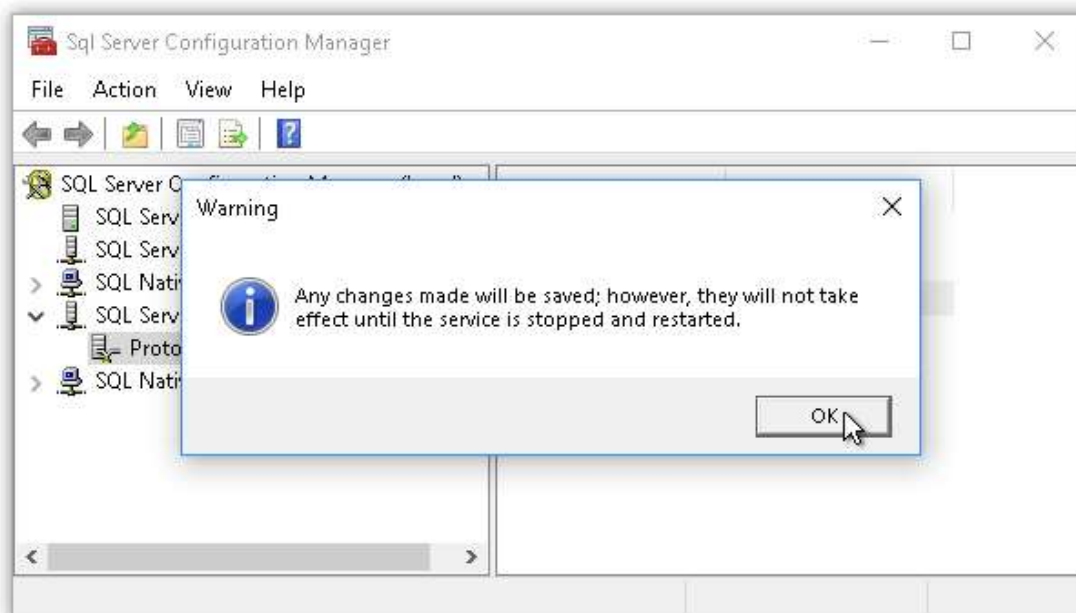 Sql Server Configuration Manager
File Action View Help
SQL Server
SQL Serv
Warning
SQL Serv
SQL Nati
Any changes made will be saved; however, they will not take
effect until the service is stopped and restarted.
SQL Serv
Proto
SQL Nati
OK